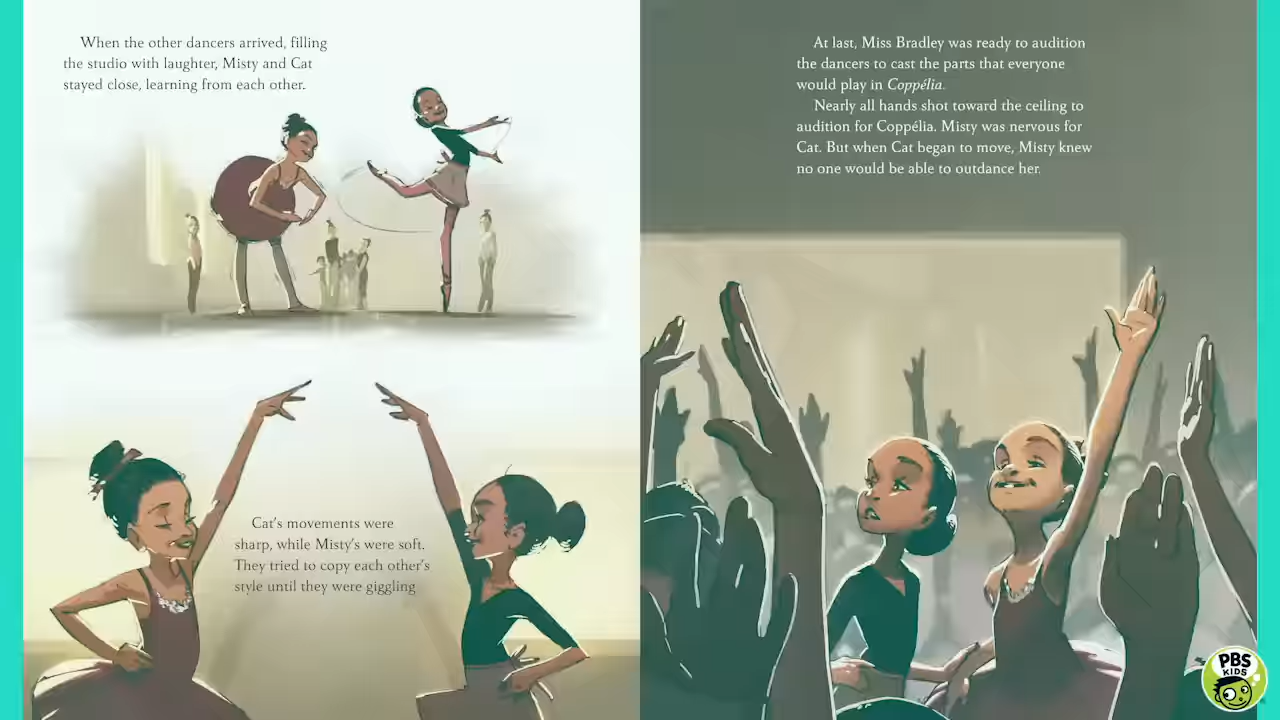 When the other dancers arrived, filling
the studio with laughter, Misty and Cat
stayed close, learning from each other.
Cat's movements were
sharp, while Misty's were soft.
They tried to copy each other's
style until they were giggling
At last, Miss Bradley was ready to audition
the dancers to cast the parts that everyone
would play in Coppélia.
Nearly all hands shot toward the ceiling to
audition for Coppélia. Misty was nervous for
Cat. But when Cat began to move, Misty knew
no one would be able to outdance her.
PBS
KIDS